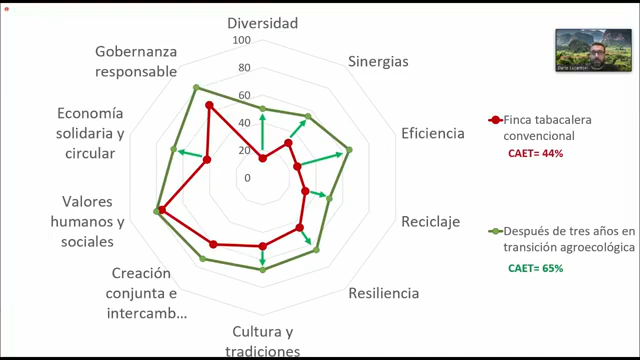 Diversidad
100
80
60
40
20
0
Sinergias
Eficiencia
Reciclaje
Resiliencia
Cultura y
tradiciones
Creación
conjunta e
intercamb...
Valores
humanos y
sociales
Economía
solidaria y
circular
Gobernanza
responsable
Finca tabacalera
convencional
CAET= 44%
Después de tres años en
transición agroecológica
CAET= 65%